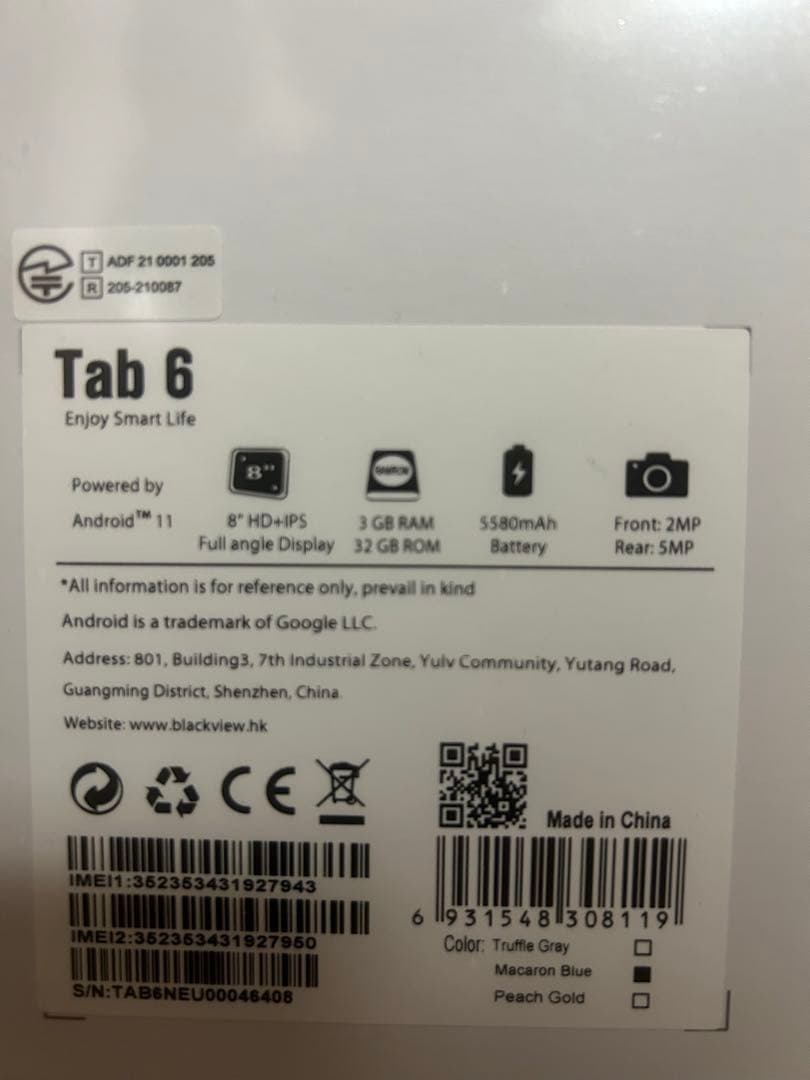 T ADF 21 0001 205
R 205-210087
Tab 6
Enjoy Smart Life
Powered by
Android™ 11
8"
8" HD+IPS
Full angle Display
RAM/ROM
3 GB RAM
32 GB ROM
5580mAh
Battery
Front: 2MP
Rear: 5MP
*All information is for reference only, prevail in kind
Android is a trademark of Google LLC.
Address: 801, Building3, 7th Industrial Zone, Yulv Community, Yutang Road,
Guangming District, Shenzhen, China
Website: www.blackview.hk
CE
Made in China
IMEI1:352353431927943
IMEI2:352353431927950
S/N:TAB6NEU00046408
6 931548 308119
Color: Truffle Gray
Macaron Blue
Peach Gold